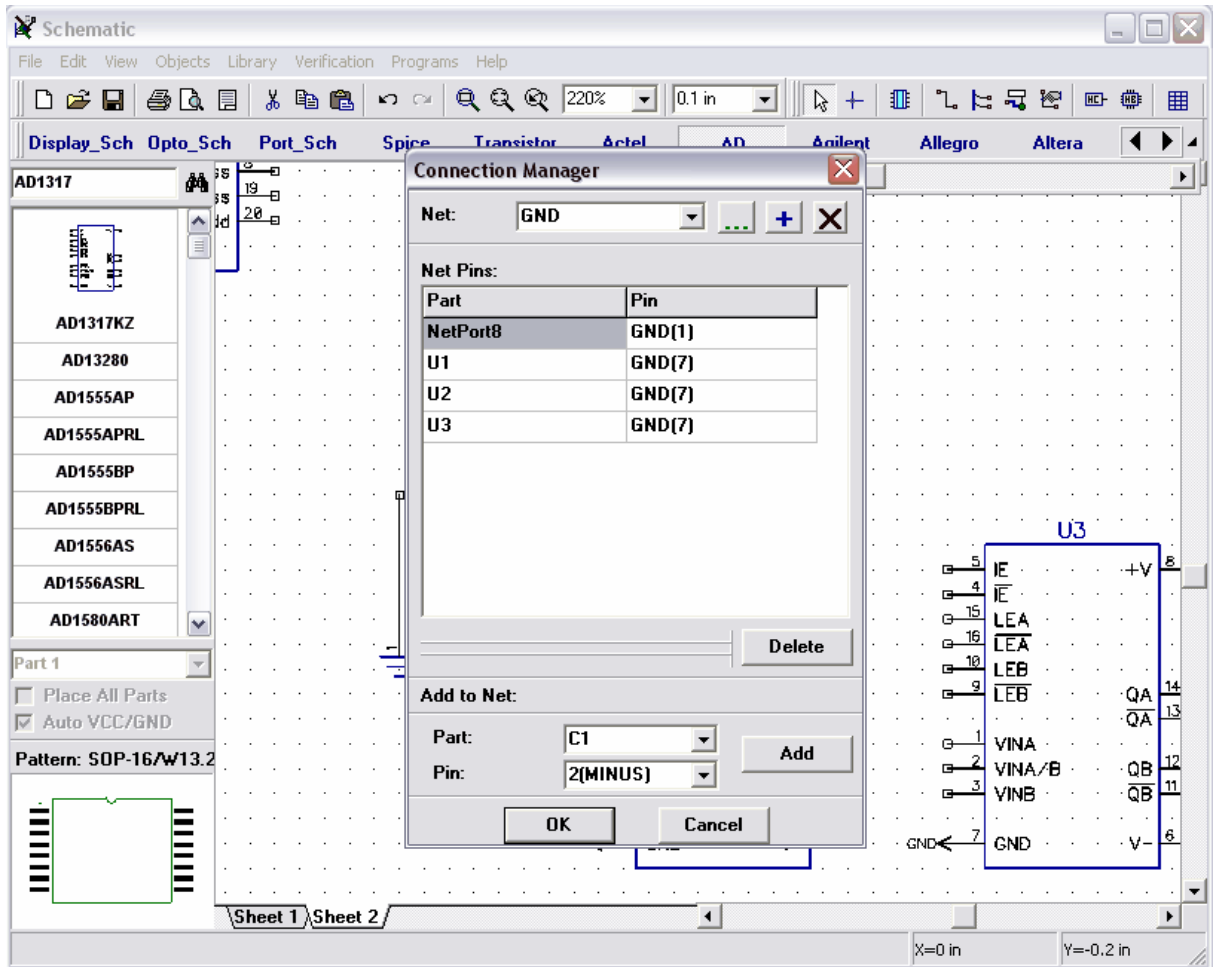 Schematic
File Edit View Objects Library Verification Programs Help
220% 0.1 in
Display_Sch Opto_Sch Port_Sch Spice Transistor Actel AD Agilent Allegro Altera
AD1317
AD1317KZ
AD13280
AD1555AP
AD1555APRL
AD1555BP
AD1555BPRL
AD1556AS
AD1556ASRL
AD1580ART
Part 1
Place All Parts
Auto VCC/GND
Pattern: SOP-16/W13.2
19
20
1
Connection Manager
Net: GND ...
Net Pins:
Part Pin
NetPort8 GND(1)
U1 GND(7)
U2 GND(7)
U3 GND(7)
Delete
Add to Net:
Part: C1
Pin: 2(MINUS)
Add
OK Cancel
U3
5 IE +V 8
4 IE
15 LEA
16 LEA
10 LEB
9 LEB QA 14
QA 13
1 VINA
2 VINA/B QB 12
3 VINB QB 11
GND 7 GND V- 6
Sheet 1 Sheet 2
X=0 in Y=-0.2 in